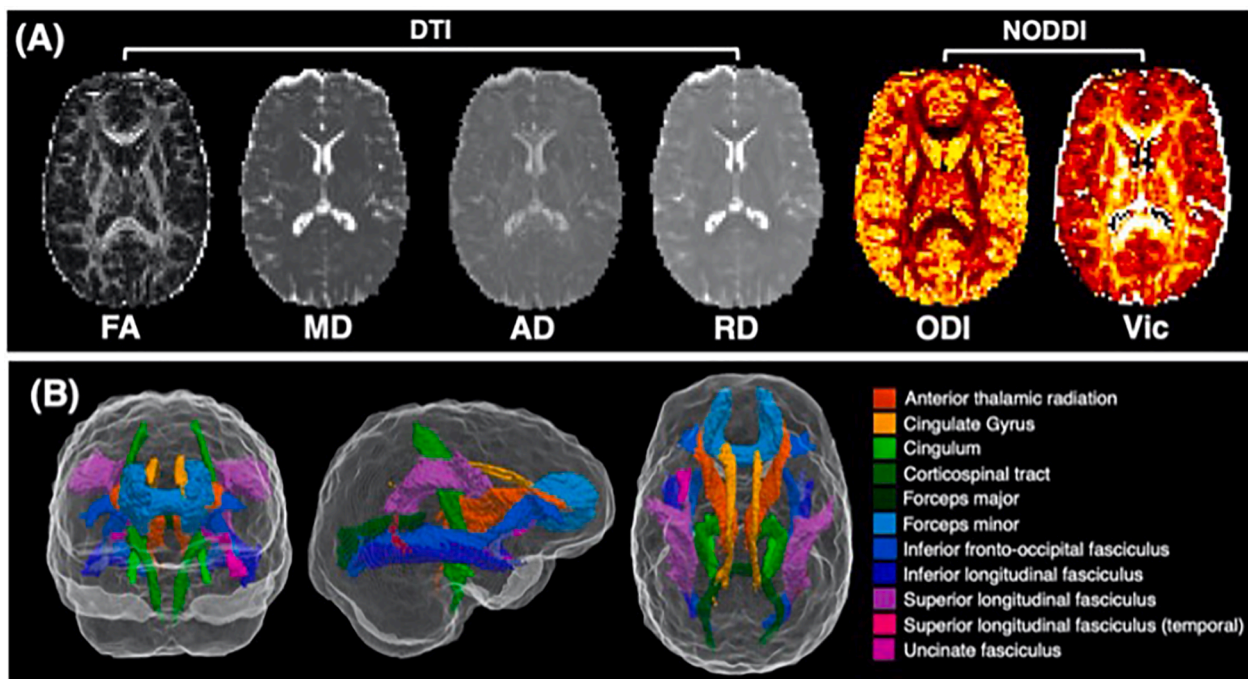 (A)
DTI
NODDI
FA
MD
AD
RD
ODI
Vic
(B)
Anterior thalamic radiation
Cingulate Gyrus
Cingulum
Corticospinal tract
Forceps major
Forceps minor
Inferior fronto-occipital fasciculus
Inferior longitudinal fasciculus
Superior longitudinal fasciculus
Superior longitudinal fasciculus (temporal)
Uncinate fasciculus